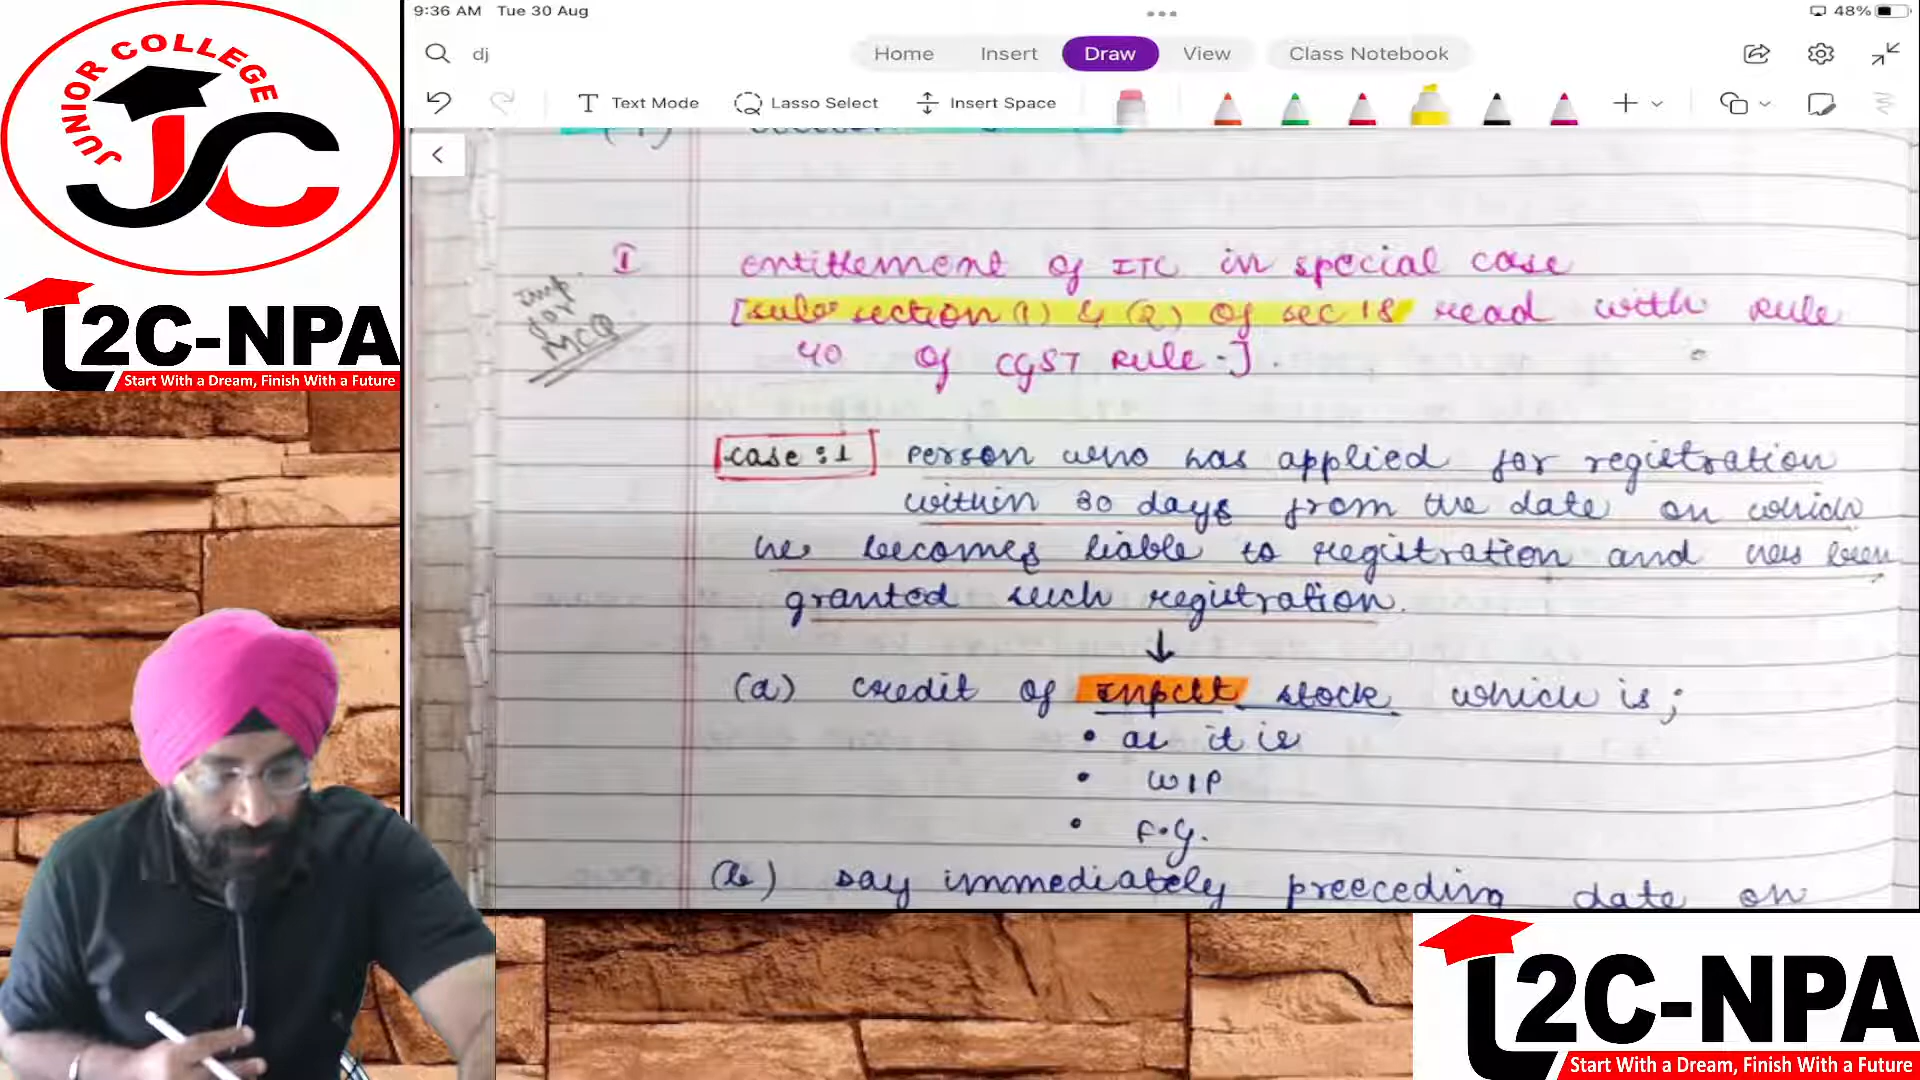 9:36 AM Tue 30 Aug
48%
dj
Home Insert Draw View Class Notebook
Text Mode Lasso Select Insert Space
JUNIOR COLLEGE
JC
L2C-NPA
Start With a Dream, Finish With a Future
I entitlement of ITC in special case
Imp. for MCQ
[sub section (1) & (2) of sec 18 read with Rule
40 of CGST Rule-].
case:1 Person who has applied for registration
within 30 days from the date on which
he becomes liable to registration and has been
granted such registration.
↓
(a) credit of input stock which is;
• as it is
• WIP
• F.G.
(b) say immediately preeceding date on
L2C-NPA
Start With a Dream, Finish With a Future